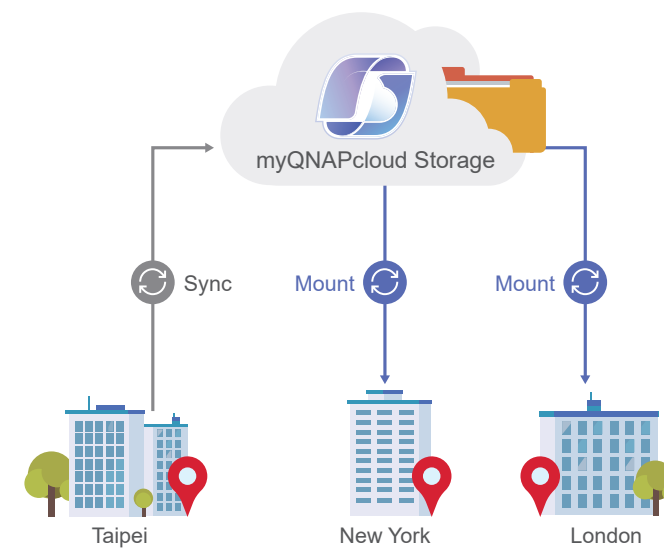 myQNAPcloud Storage
Sync
Mount
Mount
Taipei
New York
London